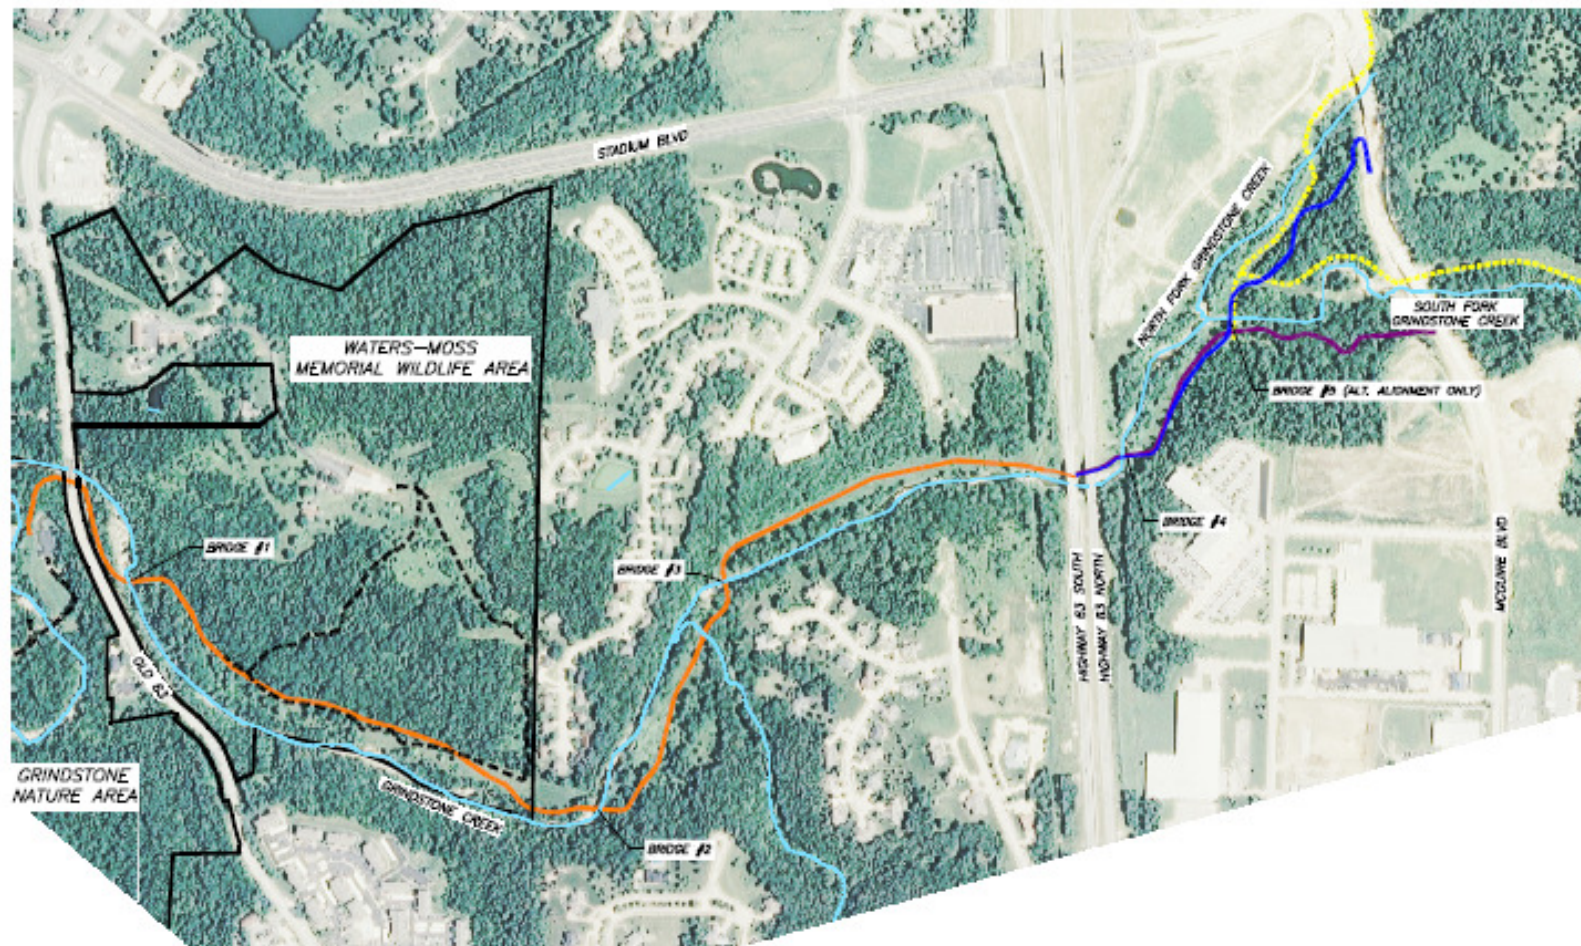 STADIUM BLVD
NORTH FORK GRINDSTONE CREEK
SOUTH FORK
GRINDSTONE CREEK
WATERS-MOSS
MEMORIAL WILDLIFE AREA
BRIDGE #5 (ALT. ALIGNMENT ONLY)
BRIDGE #4
BRIDGE #1
BRIDGE #3
HIGHWAY 63 SOUTH
HIGHWAY 63 NORTH
MCGUIRE BLVD
OLD 63
GRINDSTONE
NATURE AREA
GRINDSTONE CREEK
BRIDGE #2